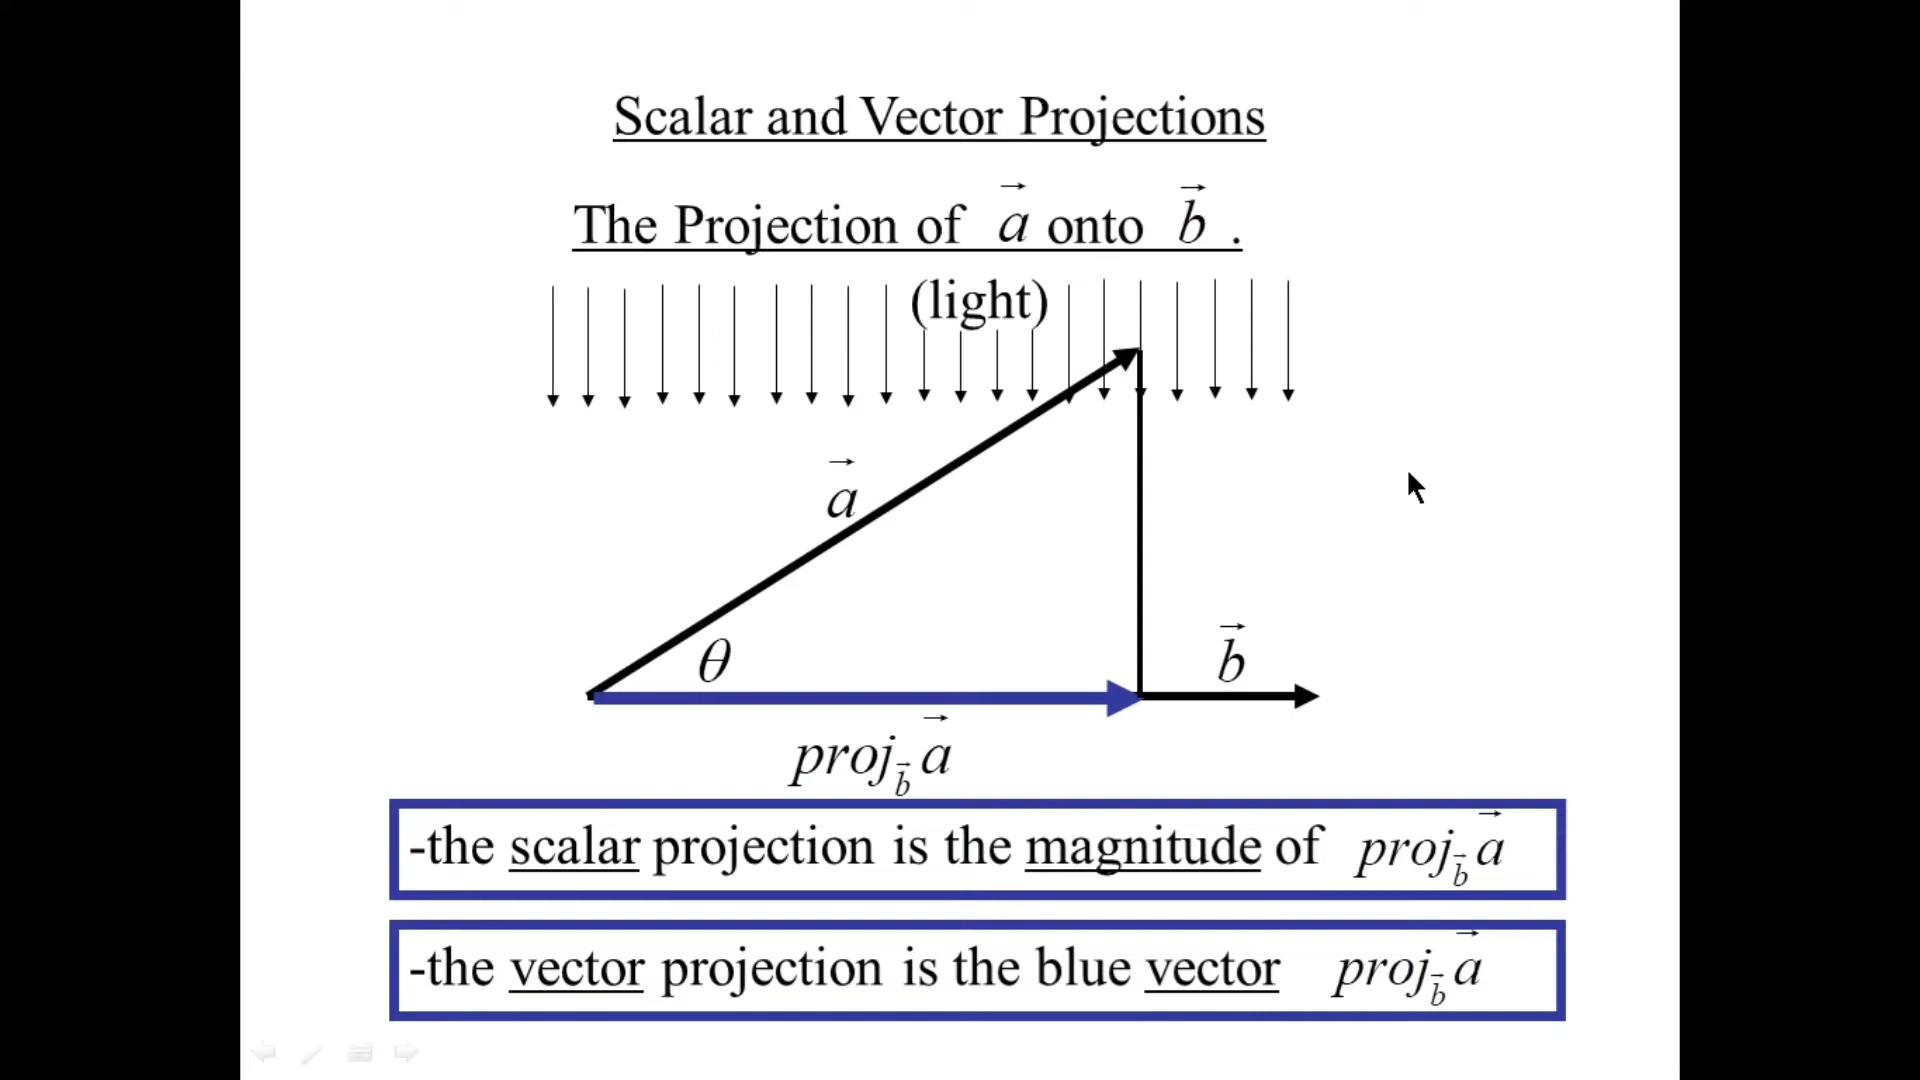 Scalar and Vector Projections
The Projection of a⃗ onto b⃗ .
(light)
a⃗
θ
b⃗
proj_b⃗ a⃗
-the scalar projection is the magnitude of proj_b⃗ a⃗
-the vector projection is the blue vector proj_b⃗ a⃗